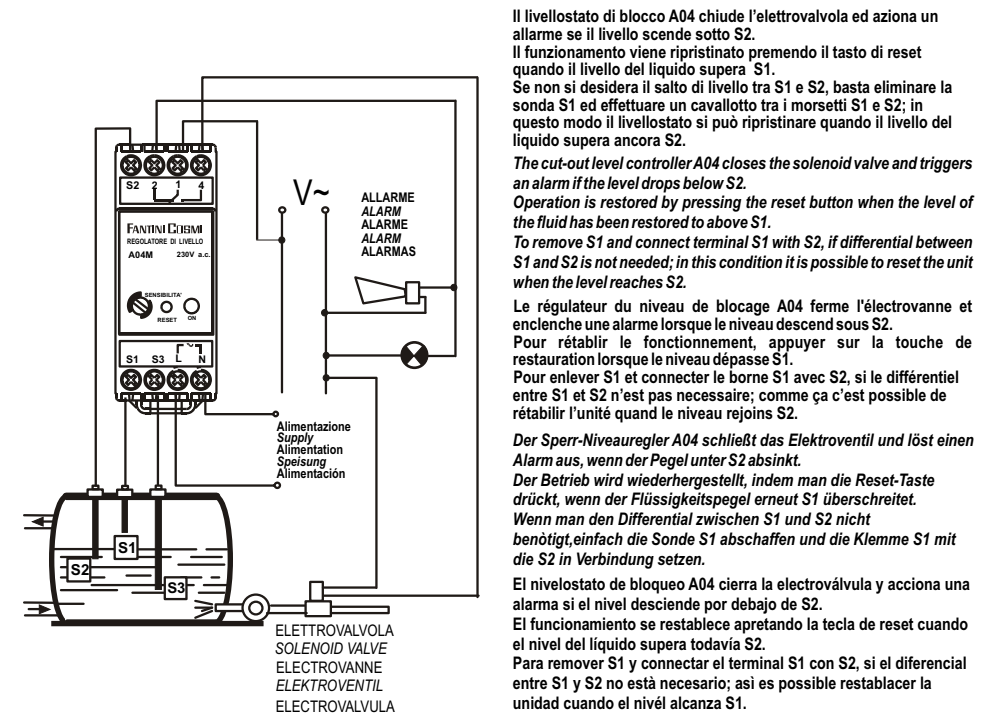 S2 2 1 4
FANTINI COSMI
REGOLATORE DI LIVELLO
A04M 230V a.c.
SENSIBILITA'
RESET ON
S1 S3 L ~ N
V~
ALLARME
ALARM
ALARME
ALARM
ALARMAS
Alimentazione
Supply
Alimentation
Speisung
Alimentación
S1
S2
S3
ELETTROVALVOLA
SOLENOID VALVE
ELECTROVANNE
ELEKTROVENTIL
ELECTROVALVULA
Il livellostato di blocco A04 chiude l'elettrovalvola ed aziona un
allarme se il livello scende sotto S2.
Il funzionamento viene ripristinato premendo il tasto di reset
quando il livello del liquido supera S1.
Se non si desidera il salto di livello tra S1 e S2, basta eliminare la
sonda S1 ed effettuare un cavallotto tra i morsetti S1 e S2; in
questo modo il livellostato si può ripristinare quando il livello del
liquido supera ancora S2.
The cut-out level controller A04 closes the solenoid valve and triggers
an alarm if the level drops below S2.
Operation is restored by pressing the reset button when the level of
the fluid has been restored to above S1.
To remove S1 and connect terminal S1 with S2, if differential between
S1 and S2 is not needed; in this condition it is possible to reset the unit
when the level reaches S2.
Le régulateur du niveau de blocage A04 ferme l'électrovanne et
enclenche une alarme lorsque le niveau descend sous S2.
Pour rétablir le fonctionnement, appuyer sur la touche de
restauration lorsque le niveau dépasse S1.
Pour enlever S1 et connecter le borne S1 avec S2, si le différentiel
entre S1 et S2 n'est pas necessaire; comme ça c'est possible de
rétabilir l'unité quand le niveau rejoins S2.
Der Sperr-Niveauregler A04 schließt das Elektroventil und löst einen
Alarm aus, wenn der Pegel unter S2 absinkt.
Der Betrieb wird wiederhergestellt, indem man die Reset-Taste
drückt, wenn der Flüssigkeitspegel erneut S1 überschreitet.
Wenn man den Differential zwischen S1 und S2 nicht
benòtigt,einfach die Sonde S1 abschaffen und die Klemme S1 mit
die S2 in Verbindung setzen.
El nivelostato de bloqueo A04 cierra la electroválvula y acciona una
alarma si el nivel desciende por debajo de S2.
El funcionamiento se restablece apretando la tecla de reset cuando
el nivel del líquido supera todavía S2.
Para remover S1 y connectar el terminal S1 con S2, si el diferencial
entre S1 y S2 no està necesario; asì es possible restablacer la
unidad cuando el nivél alcanza S1.